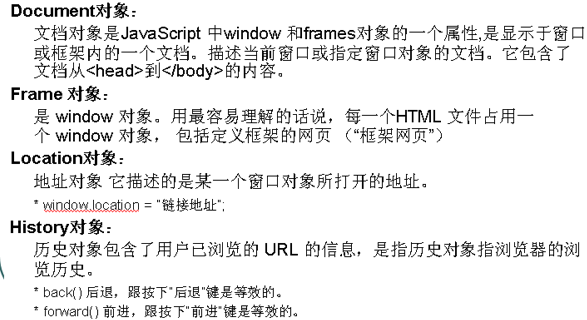 Document对象：
文档对象是JavaScript 中window 和frames对象的一个属性,是显示于窗口
或框架内的一个文档。描述当前窗口或指定窗口对象的文档。它包含了
文档从<head>到</body>的内容。
Frame 对象：
是 window 对象。用最容易理解的话说，每一个HTML 文件占用一
个 window 对象， 包括定义框架的网页 （“框架网页”）
Location对象：
地址对象 它描述的是某一个窗口对象所打开的地址。
* window.location = "链接地址";
History对象：
历史对象包含了用户已浏览的 URL 的信息，是指历史对象指浏览器的浏
览历史。
* back() 后退，跟按下“后退”键是等效的。
* forward() 前进，跟按下“前进”键是等效的。